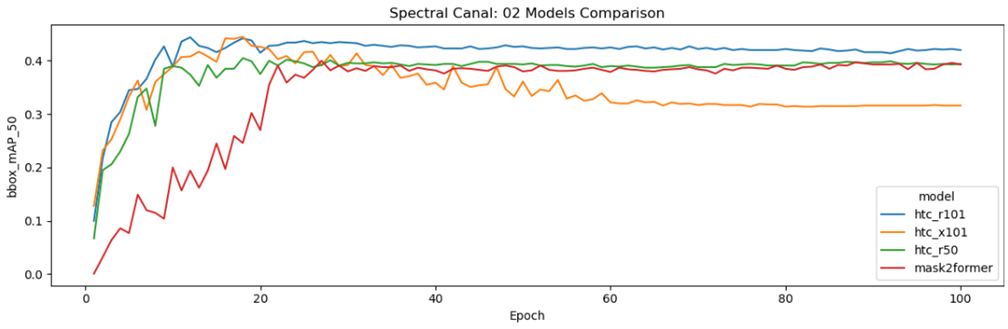 Spectral Canal: 02 Models Comparison
bbox_mAP_50
0.4
0.3
0.2
0.1
0.0
0
20
40
60
80
100
Epoch
model
htc_r101
htc_x101
htc_r50
mask2former